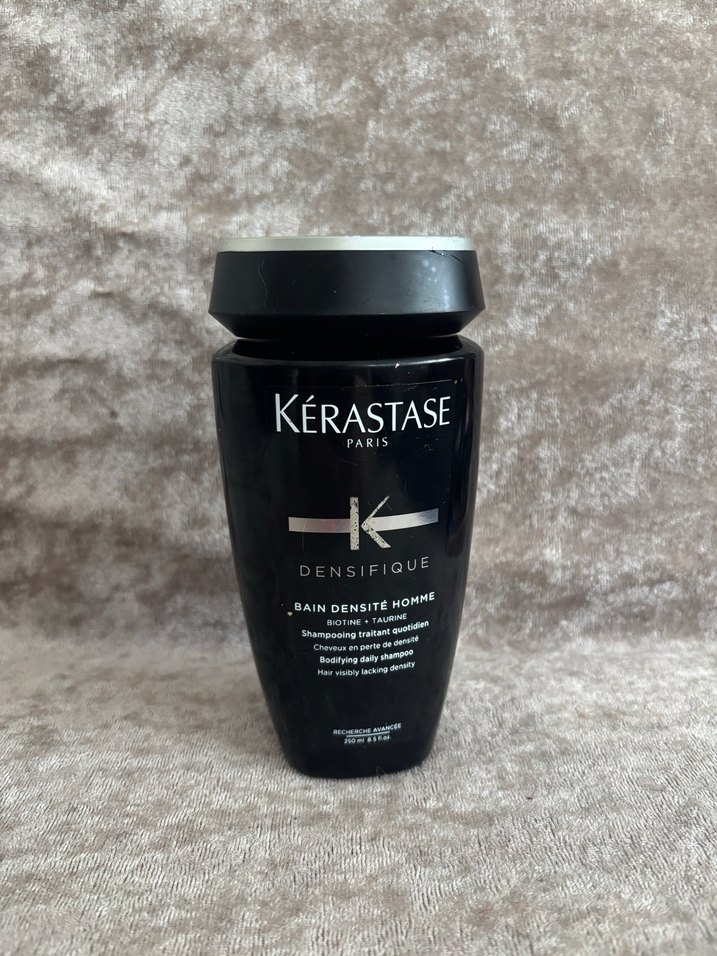 KÉRASTASE
PARIS
K
DENSIFIQUE
BAIN DENSITÉ HOMME
BIOTINE + TAURINE
Shampooing traitant quotidien
Cheveux en perte de densité
Bodifying daily shampoo
Hair visibly lacking density
RECHERCHE AVANCÉE
250 ml 8.5 fl.oz.